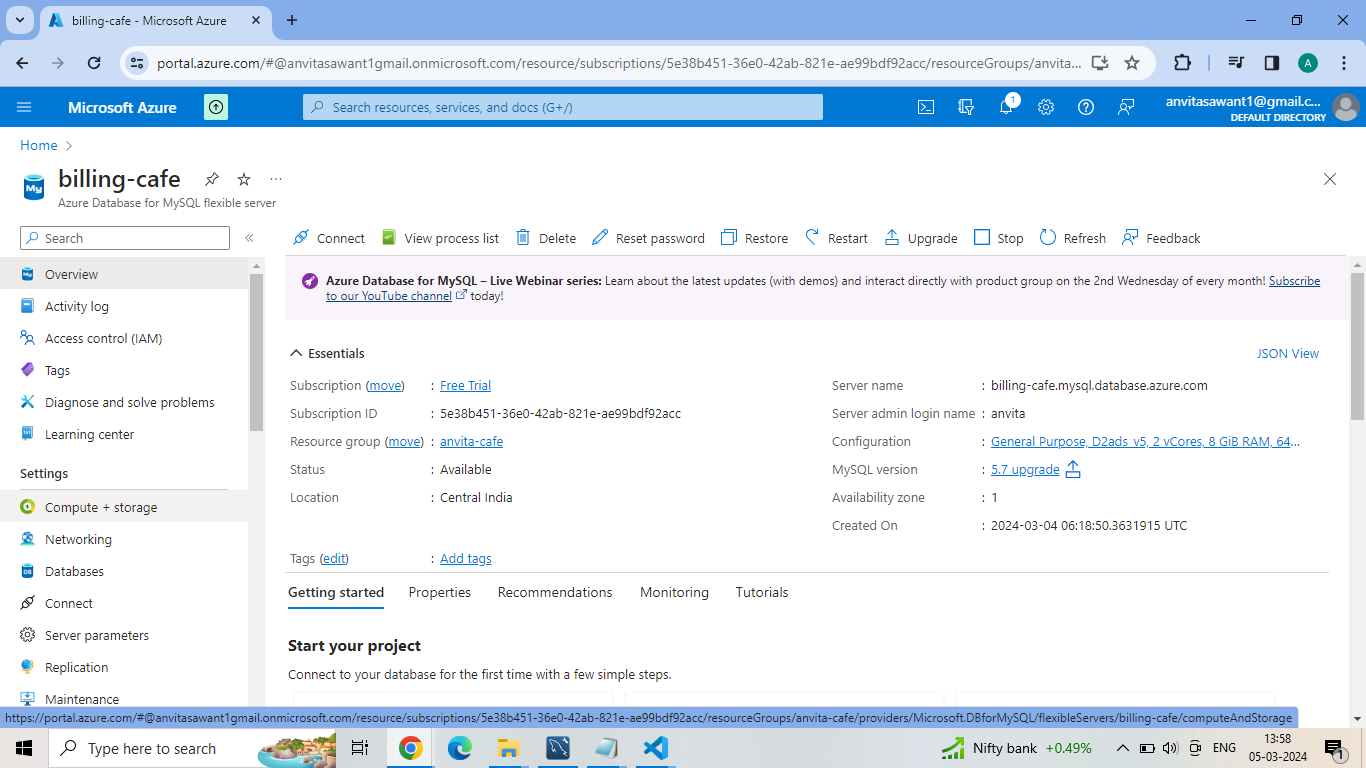 billing-cafe - Microsoft Azure
portal.azure.com/#@anvitasawant1gmail.onmicrosoft.com/resource/subscriptions/5e38b451-36e0-42ab-821e-ae99bdf92acc/resourceGroups/anvita...
A
Microsoft Azure
Search resources, services, and docs (G+/)
1
anvitasawant1@gmail.c...
DEFAULT DIRECTORY
Home
My
billing-cafe
Azure Database for MySQL flexible server
Search
Connect View process list Delete Reset password Restore Restart Upgrade Stop Refresh Feedback
Overview
Activity log
Access control (IAM)
Tags
Diagnose and solve problems
Learning center
Settings
Compute + storage
Networking
Databases
Connect
Server parameters
Replication
Maintenance
Azure Database for MySQL – Live Webinar series: Learn about the latest updates (with demos) and interact directly with product group on the 2nd Wednesday of every month! Subscribe
to our YouTube channel today!
Essentials
JSON View
Subscription (move) : Free Trial
Subscription ID : 5e38b451-36e0-42ab-821e-ae99bdf92acc
Resource group (move) : anvita-cafe
Status : Available
Location : Central India
Server name : billing-cafe.mysql.database.azure.com
Server admin login name : anvita
Configuration : General Purpose, D2ads_v5, 2 vCores, 8 GiB RAM, 64...
MySQL version : 5.7 upgrade
Availability zone : 1
Created On : 2024-03-04 06:18:50.3631915 UTC
Tags (edit) : Add tags
Getting started Properties Recommendations Monitoring Tutorials
Start your project
Connect to your database for the first time with a few simple steps.
https://portal.azure.com/#@anvitasawant1gmail.onmicrosoft.com/resource/subscriptions/5e38b451-36e0-42ab-821e-ae99bdf92acc/resourceGroups/anvita-cafe/providers/Microsoft.DBforMySQL/flexibleServers/billing-cafe/computeAndStorage
Type here to search
Nifty bank +0.49%
ENG
13:58
05-03-2024
1